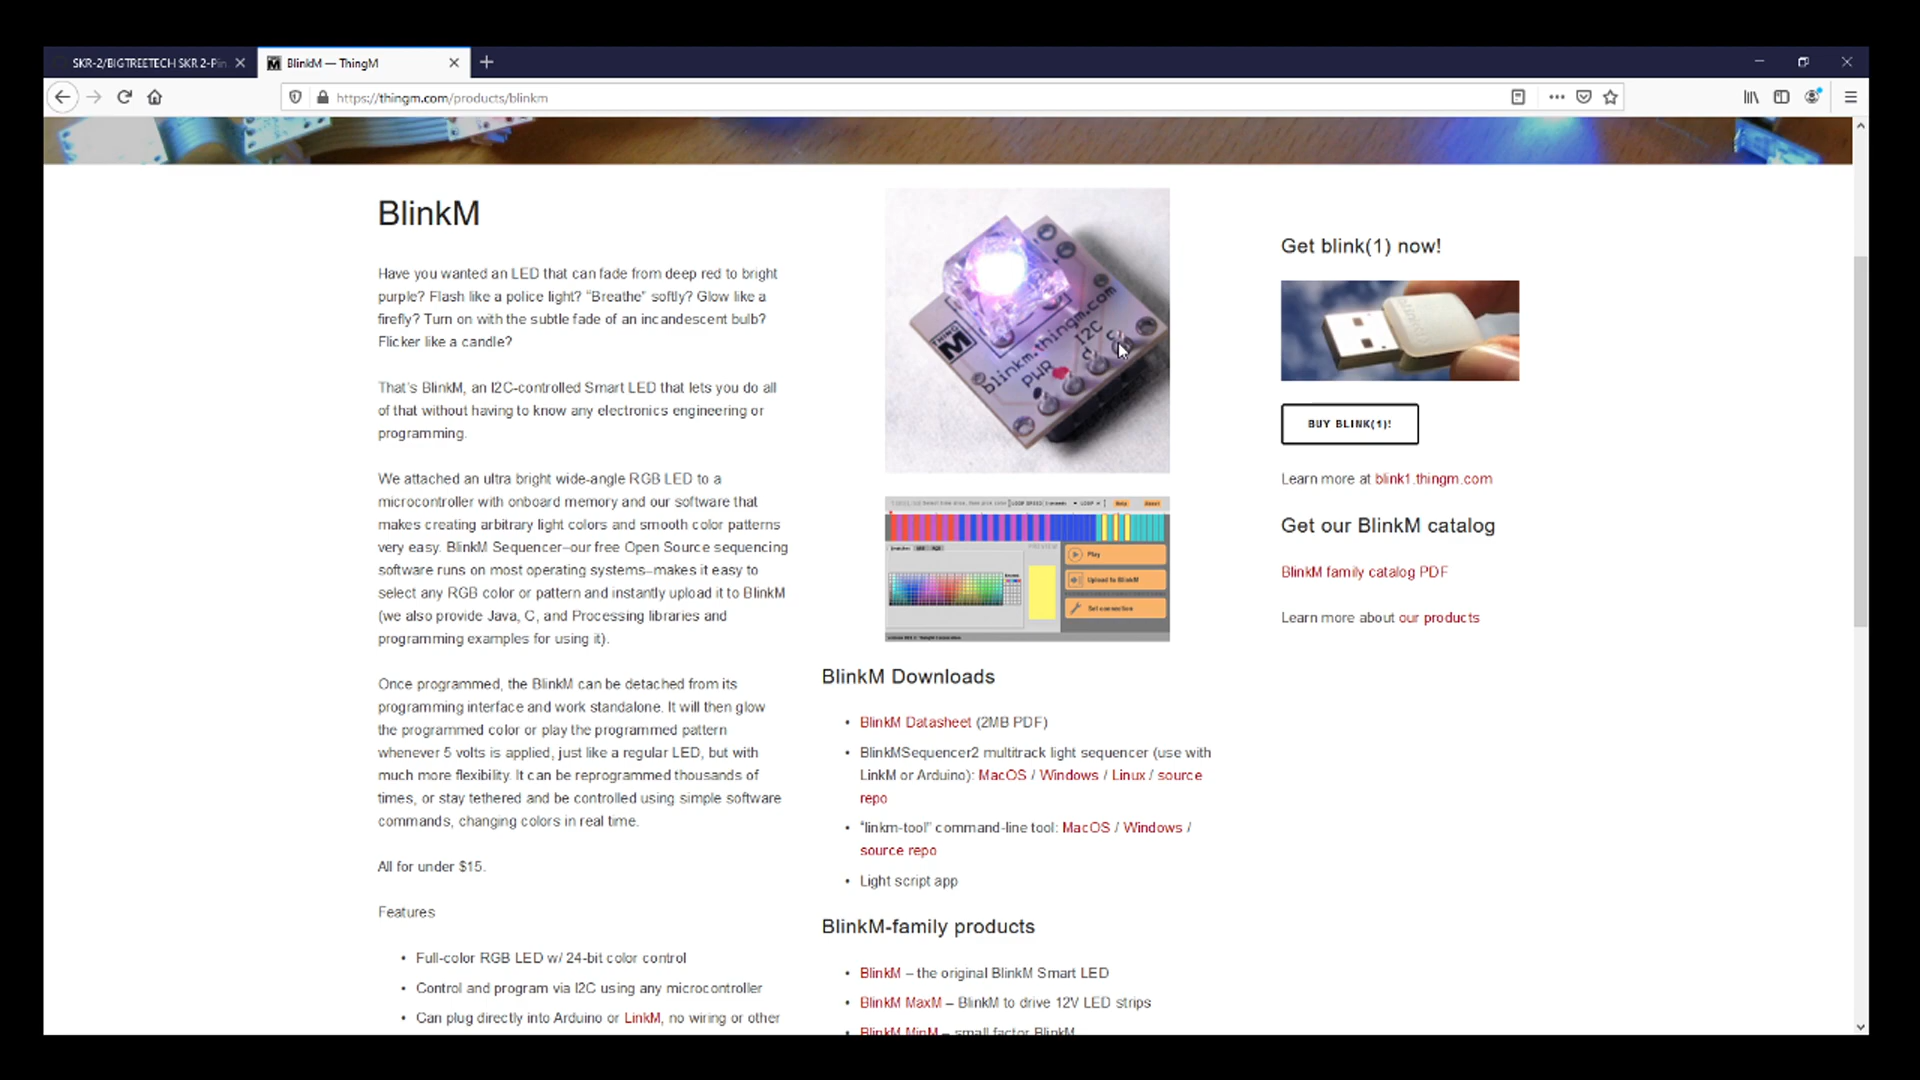 SKR-2/BIGTREETECH SKR 2-Pin
BlinkM — ThingM
https://thingm.com/products/blinkm
BlinkM
Have you wanted an LED that can fade from deep red to bright
purple? Flash like a police light? "Breathe" softly? Glow like a
firefly? Turn on with the subtle fade of an incandescent bulb?
Flicker like a candle?
That's BlinkM, an I2C-controlled Smart LED that lets you do all
of that without having to know any electronics engineering or
programming.
We attached an ultra bright wide-angle RGB LED to a
microcontroller with onboard memory and our software that
makes creating arbitrary light colors and smooth color patterns
very easy. BlinkM Sequencer–our free Open Source sequencing
software runs on most operating systems–makes it easy to
select any RGB color or pattern and instantly upload it to BlinkM
(we also provide Java, C, and Processing libraries and
programming examples for using it).
Once programmed, the BlinkM can be detached from its
programming interface and work standalone. It will then glow
the programmed color or play the programmed pattern
whenever 5 volts is applied, just like a regular LED, but with
much more flexibility. It can be reprogrammed thousands of
times, or stay tethered and be controlled using simple software
commands, changing colors in real time.
All for under $15.
Features
• Full-color RGB LED w/ 24-bit color control
• Control and program via I2C using any microcontroller
• Can plug directly into Arduino or LinkM, no wiring or other
THING M
blinkm.thingm.com
PWR I2C
d c
Play
Upload to BlinkM
Set connection
BlinkM Downloads
• BlinkM Datasheet (2MB PDF)
• BlinkMSequencer2 multitrack light sequencer (use with
LinkM or Arduino): MacOS / Windows / Linux / source
repo
• "linkm-tool" command-line tool: MacOS / Windows /
source repo
• Light script app
BlinkM-family products
• BlinkM – the original BlinkM Smart LED
• BlinkM MaxM – BlinkM to drive 12V LED strips
• BlinkM MinM – small factor BlinkM
Get blink(1) now!
BUY BLINK(1)!
Learn more at blink1.thingm.com
Get our BlinkM catalog
BlinkM family catalog PDF
Learn more about our products